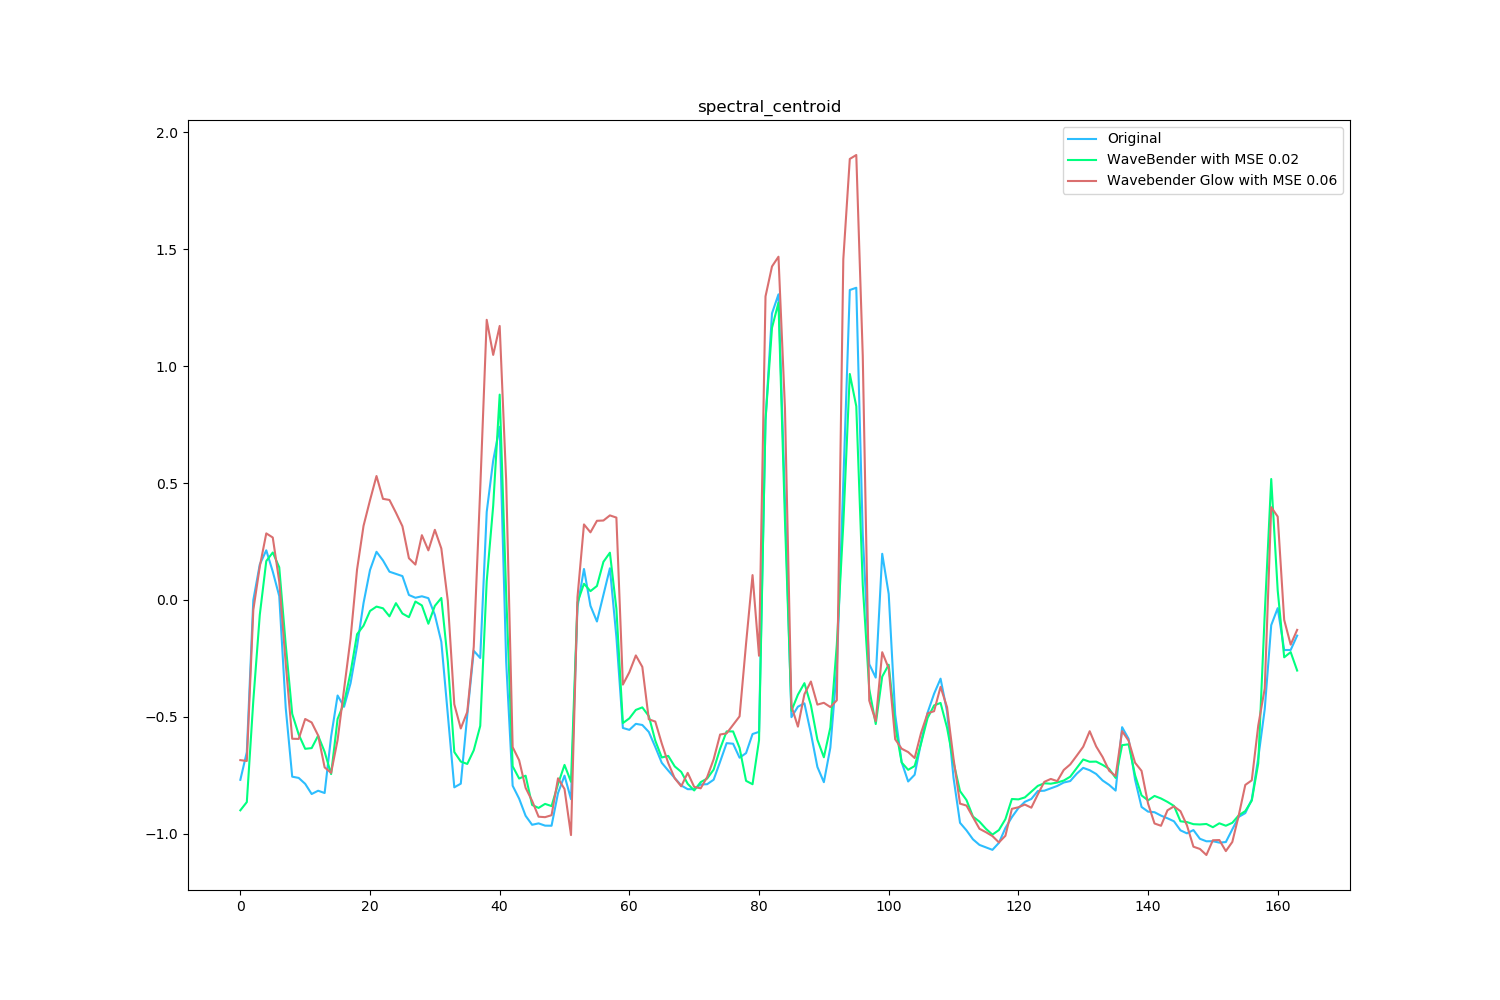 spectral_centroid
Original
WaveBender with MSE 0.02
Wavebender Glow with MSE 0.06
2.0
1.5
1.0
0.5
0.0
−0.5
−1.0
0 20 40 60 80 100 120 140 160